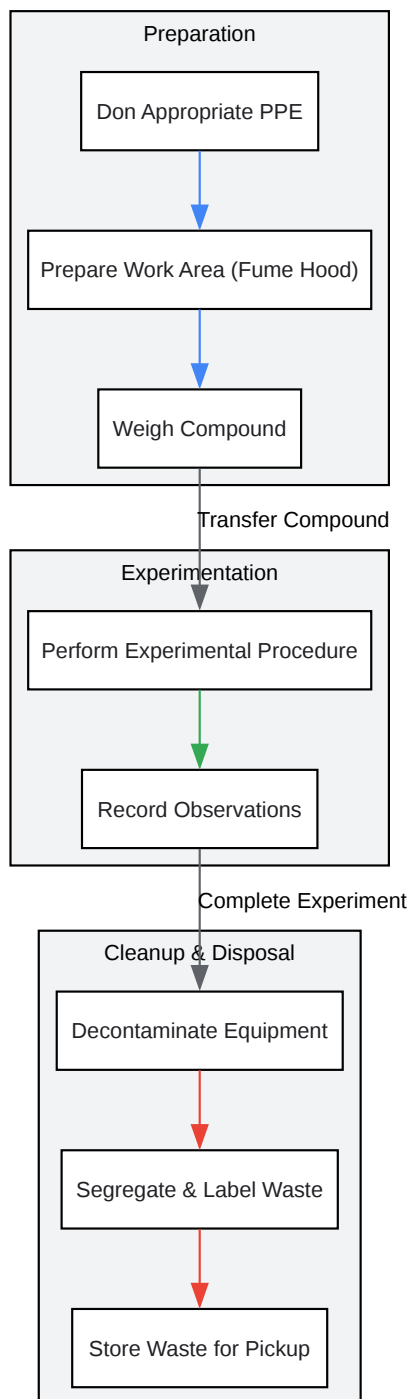 Preparation
Don Appropriate PPE
Prepare Work Area (Fume Hood)
Weigh Compound
Transfer Compound
Experimentation
Perform Experimental Procedure
Record Observations
Complete Experiment
Cleanup & Disposal
Decontaminate Equipment
Segregate & Label Waste
Store Waste for Pickup